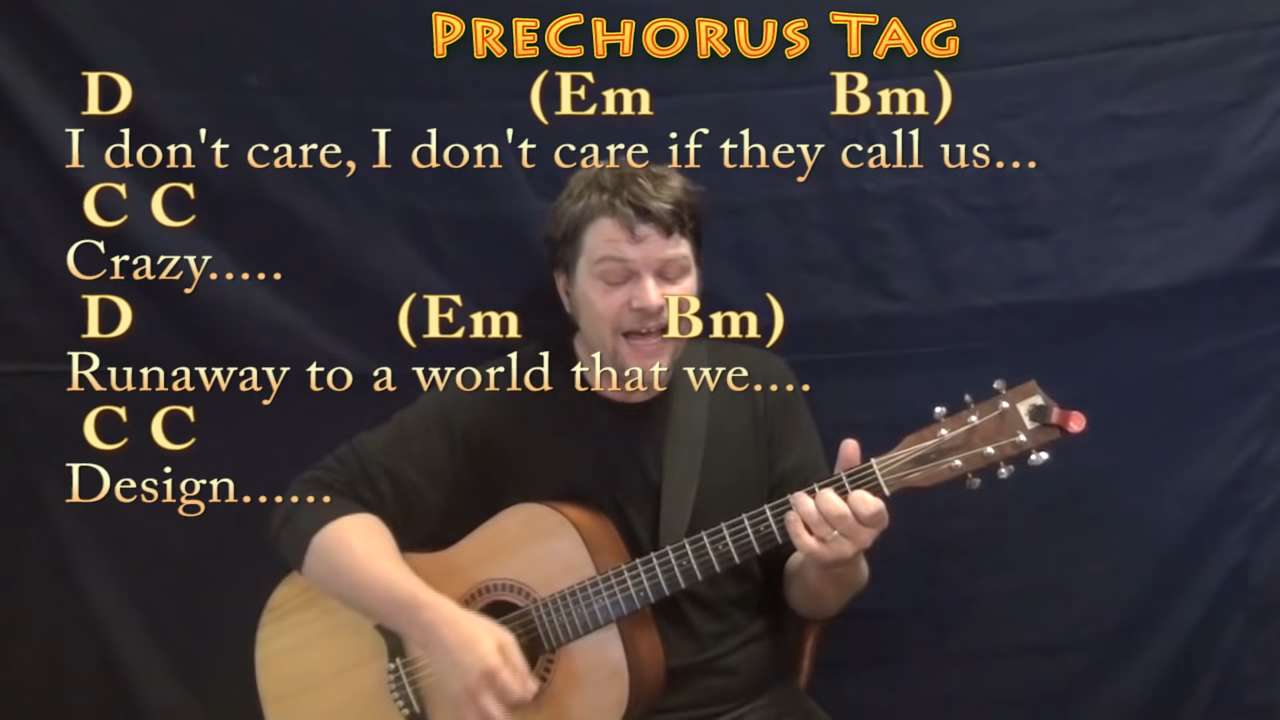 PreChorus Tag
D (Em Bm)
I don't care, I don't care if they call us...
C C
Crazy.....
D (Em Bm)
Runaway to a world that we....
C C
Design......